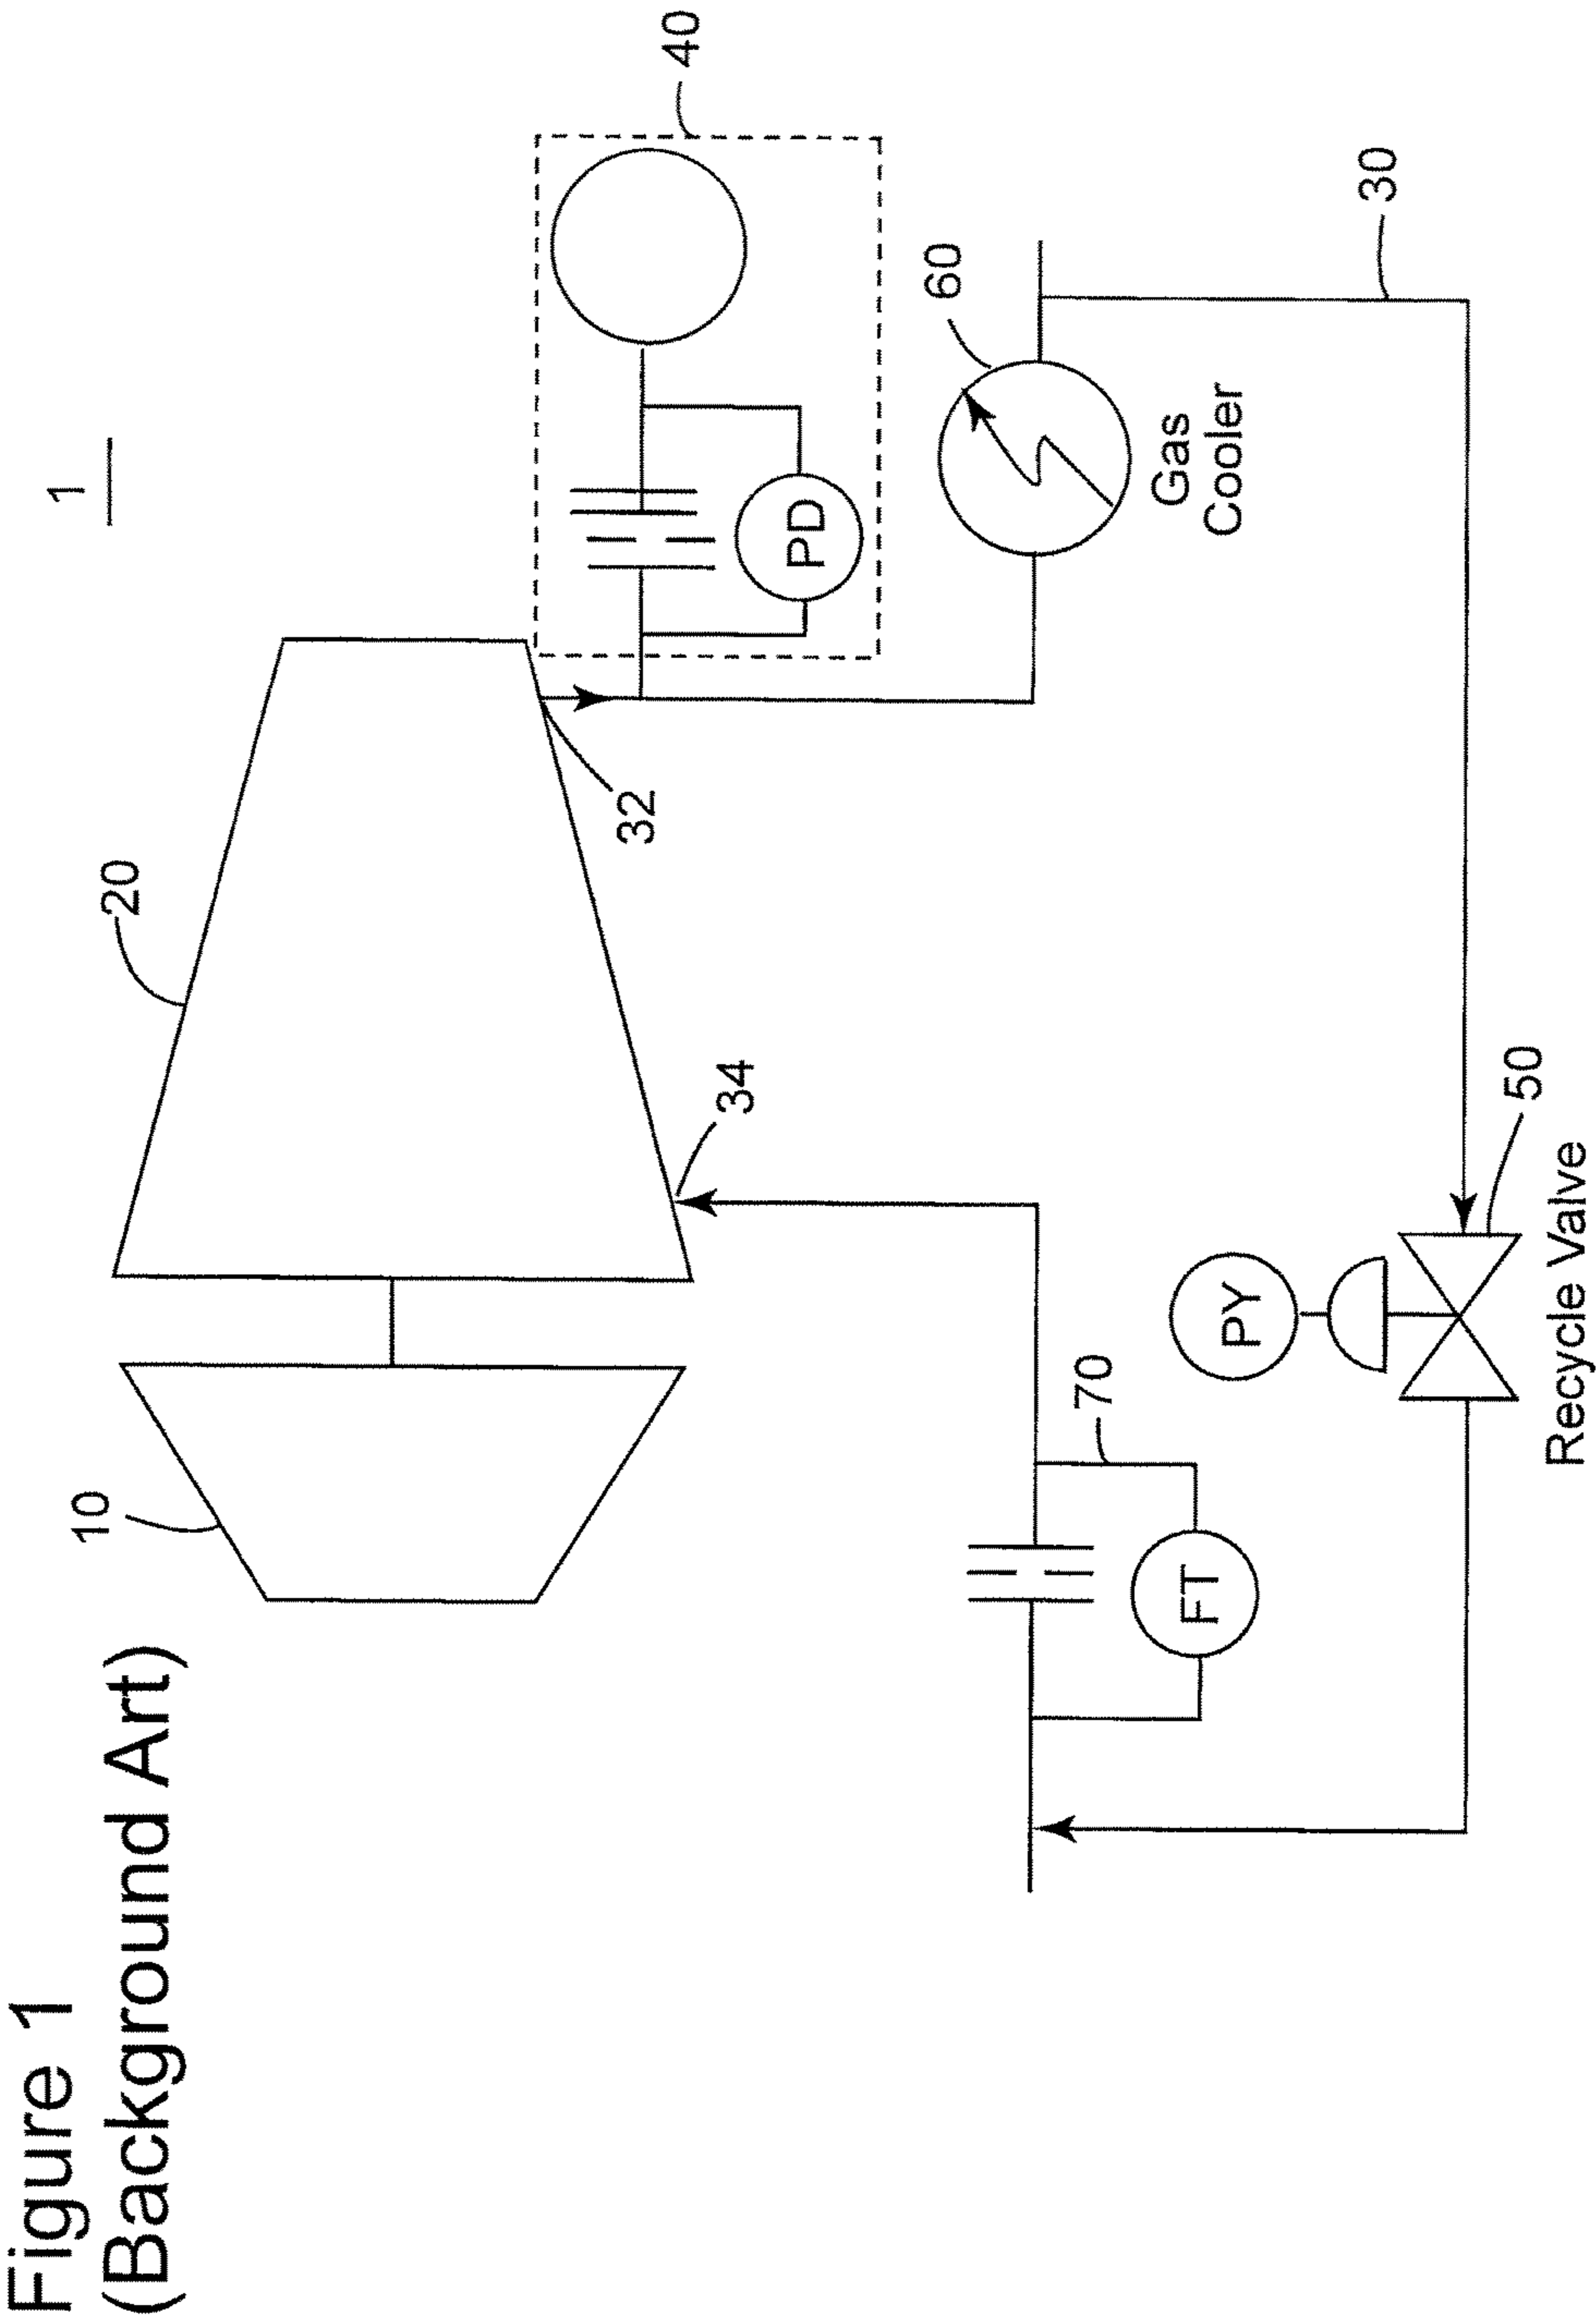 Figure 1
(Background Art)
1
10
20
40
PD
32
34
60
Gas
Cooler
30
70
FT
PY
50
Recycle Valve